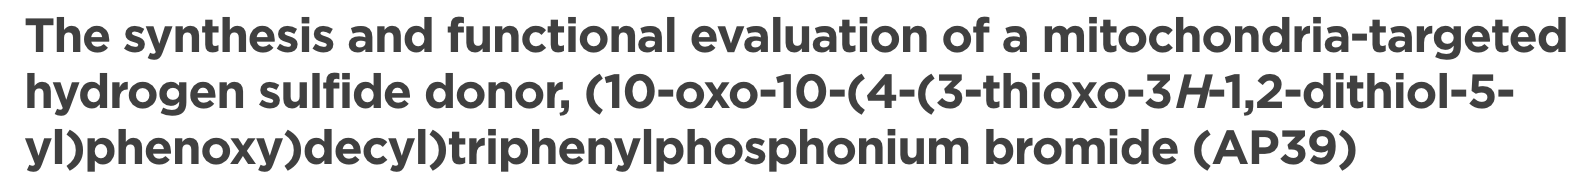 The synthesis and functional evaluation of a mitochondria-targeted
hydrogen sulfide donor, (10-oxo-10-(4-(3-thioxo-3H-1,2-dithiol-5-
yl)phenoxy)decyl)triphenylphosphonium bromide (AP39)